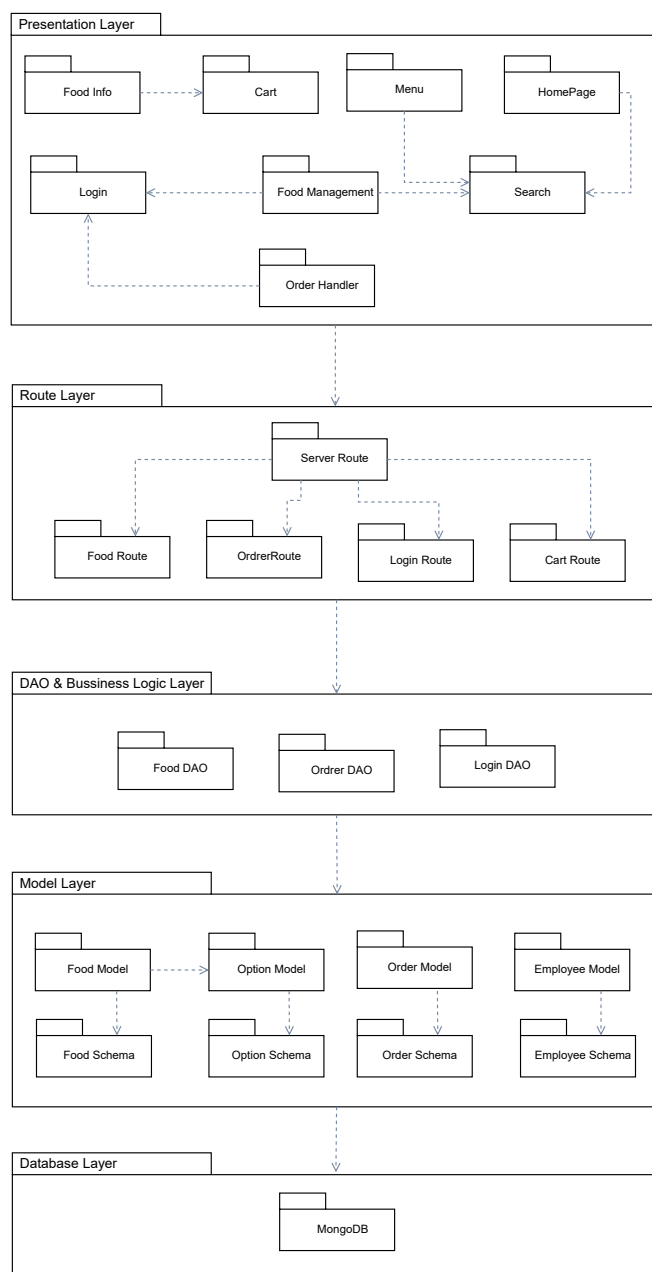 Presentation Layer
Food Info
Cart
Menu
HomePage
Login
Food Management
Search
Order Handler
Route Layer
Server Route
Food Route
OrdrerRoute
Login Route
Cart Route
DAO & Bussiness Logic Layer
Food DAO
Ordrer DAO
Login DAO
Model Layer
Food Model
Option Model
Order Model
Employee Model
Food Schema
Option Schema
Order Schema
Employee Schema
Database Layer
MongoDB